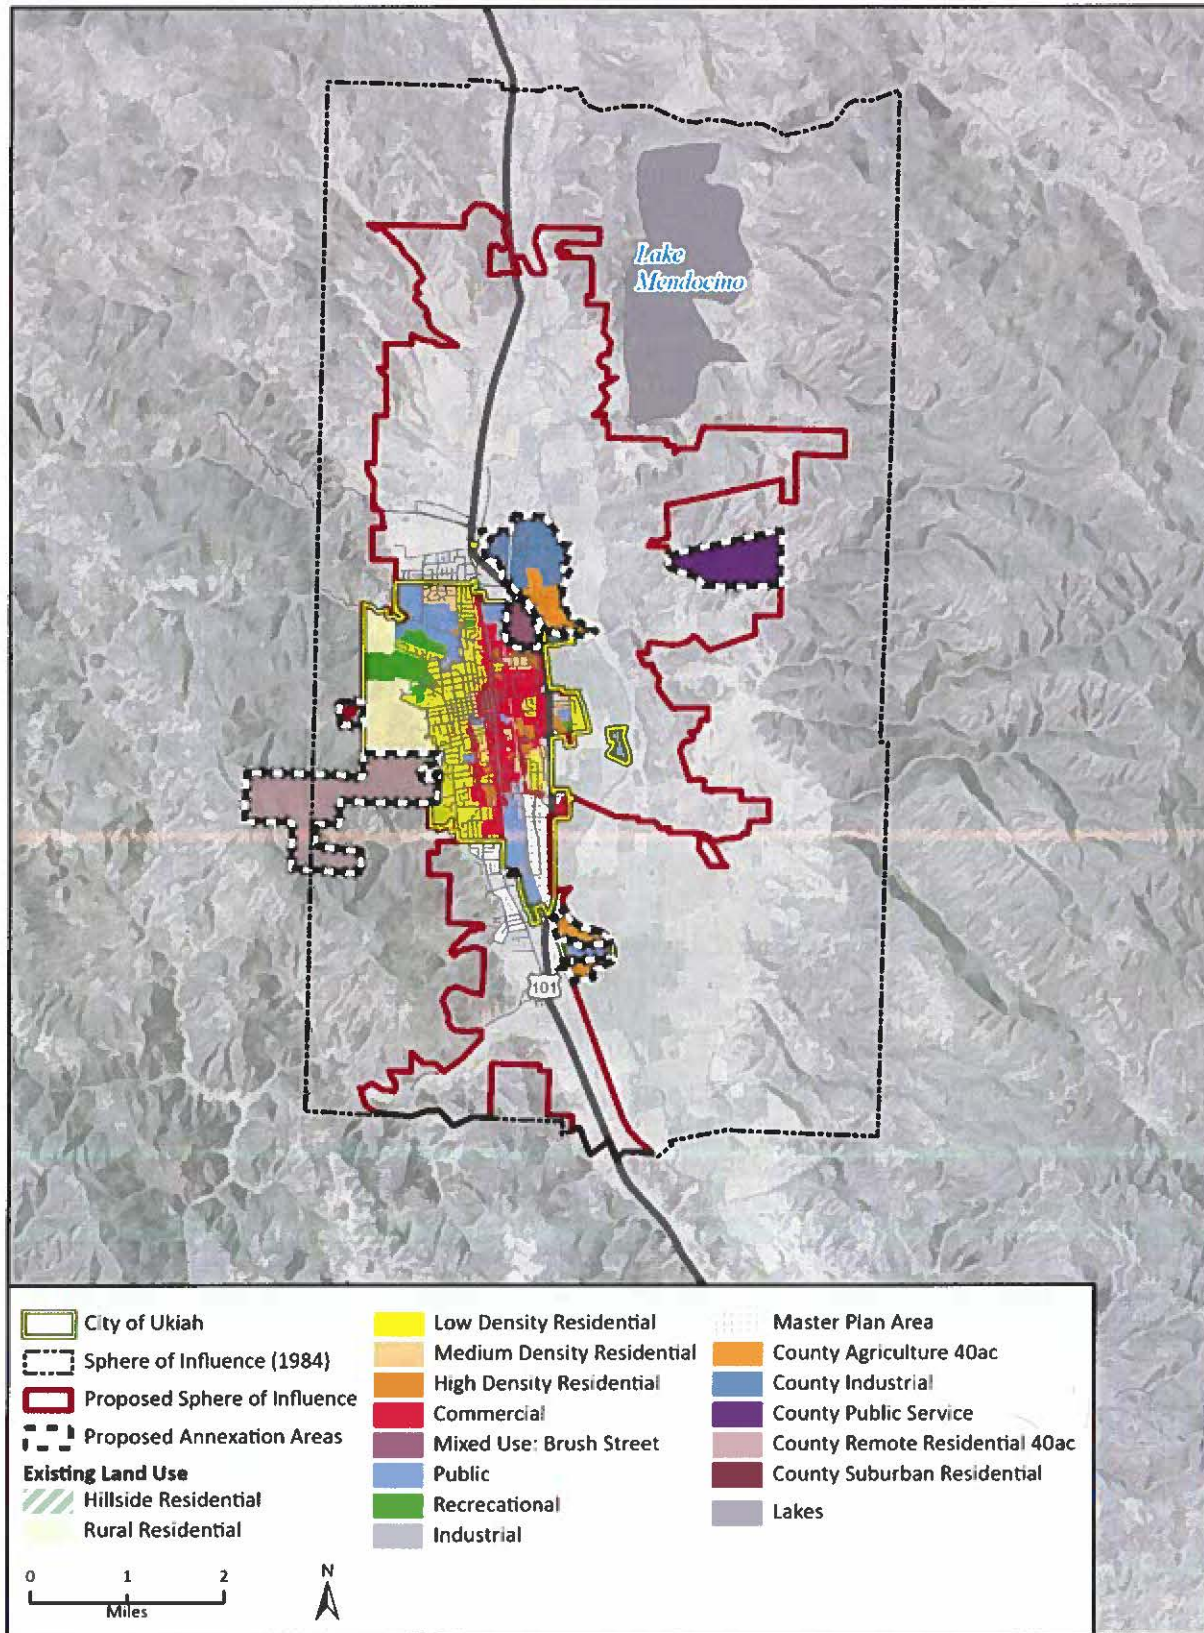 Lake
Mendocino
101
City of Ukiah
Sphere of Influence (1984)
Proposed Sphere of Influence
Proposed Annexation Areas
Existing Land Use
Hillside Residential
Rural Residential
Low Density Residential
Medium Density Residential
High Density Residential
Commercial
Mixed Use: Brush Street
Public
Recrecational
Industrial
Master Plan Area
County Agriculture 40ac
County Industrial
County Public Service
County Remote Residential 40ac
County Suburban Residential
Lakes
0 1 2
Miles
N